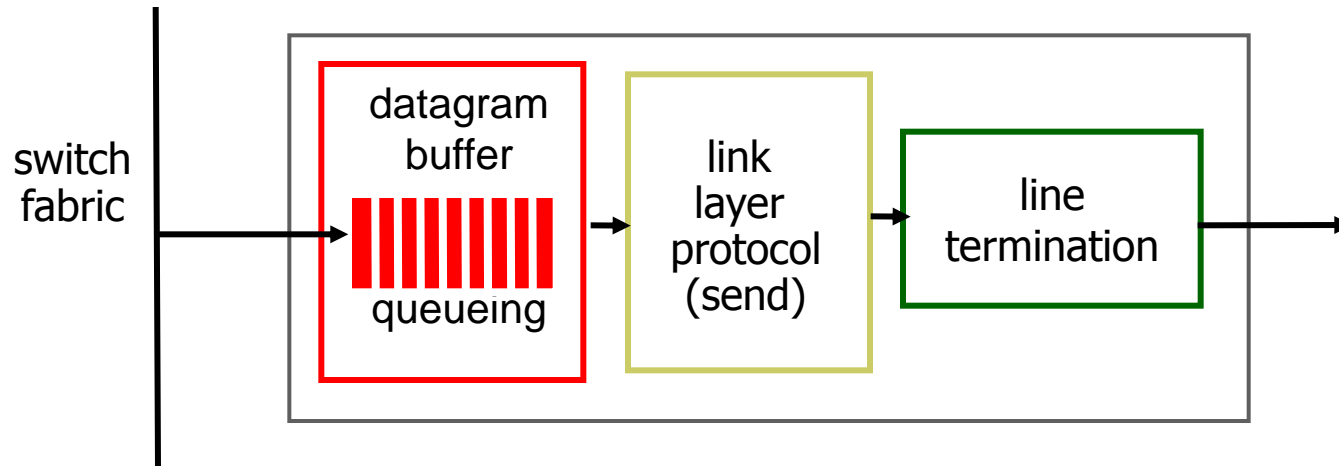 switch
fabric
datagram
buffer
queueing
link
layer
protocol
(send)
line
termination